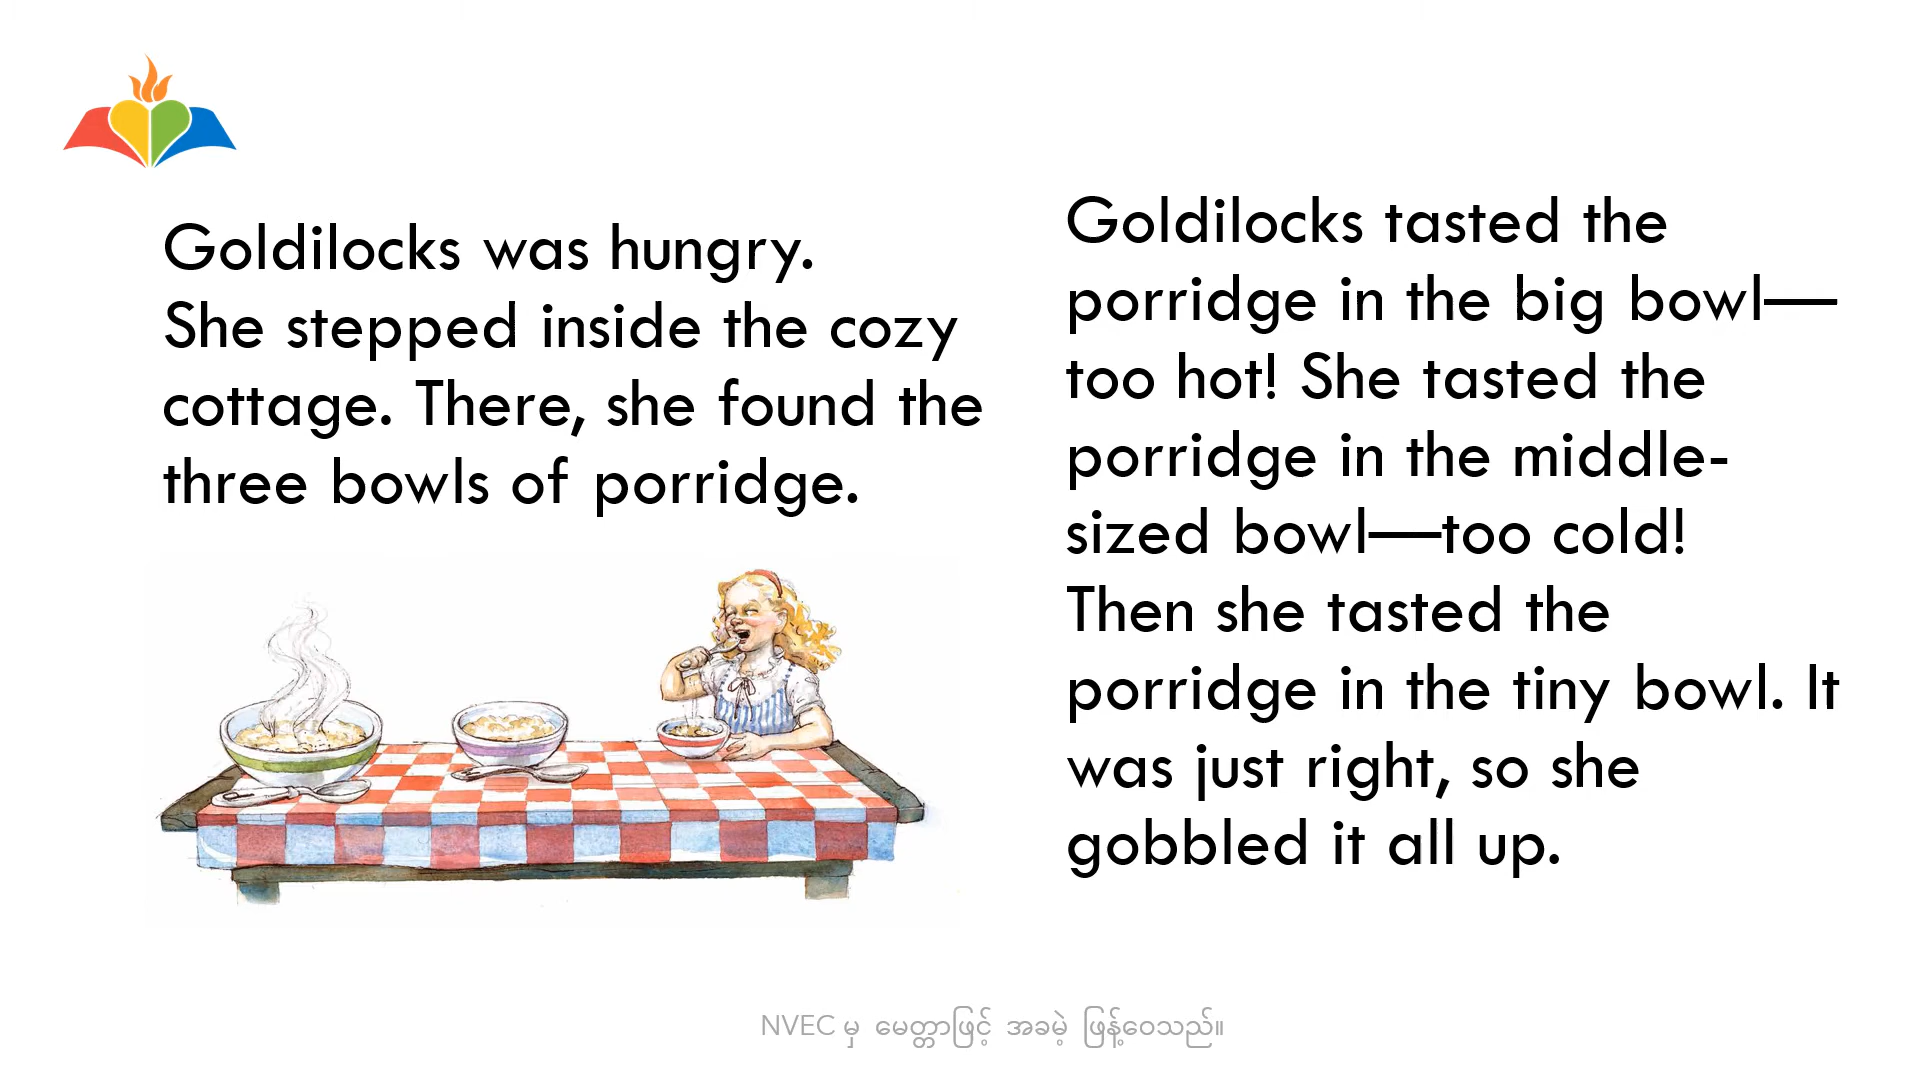 Goldilocks was hungry.
She stepped inside the cozy
cottage. There, she found the
three bowls of porridge.
Goldilocks tasted the
porridge in the big bowl—
too hot! She tasted the
porridge in the middle-
sized bowl—too cold!
Then she tasted the
porridge in the tiny bowl. It
was just right, so she
gobbled it all up.
NVEC မှ မေတ္တာဖြင့် အခမဲ့ ဖြန့်ဝေသည်။